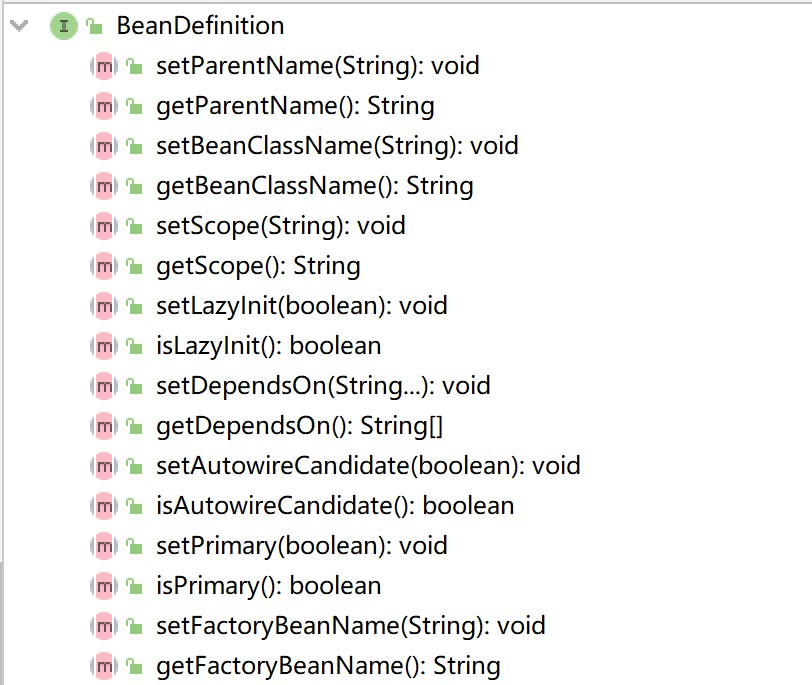 I BeanDefinition
m setParentName(String): void
m getParentName(): String
m setBeanClassName(String): void
m getBeanClassName(): String
m setScope(String): void
m getScope(): String
m setLazyInit(boolean): void
m isLazyInit(): boolean
m setDependsOn(String...): void
m getDependsOn(): String[]
m setAutowireCandidate(boolean): void
m isAutowireCandidate(): boolean
m setPrimary(boolean): void
m isPrimary(): boolean
m setFactoryBeanName(String): void
m getFactoryBeanName(): String